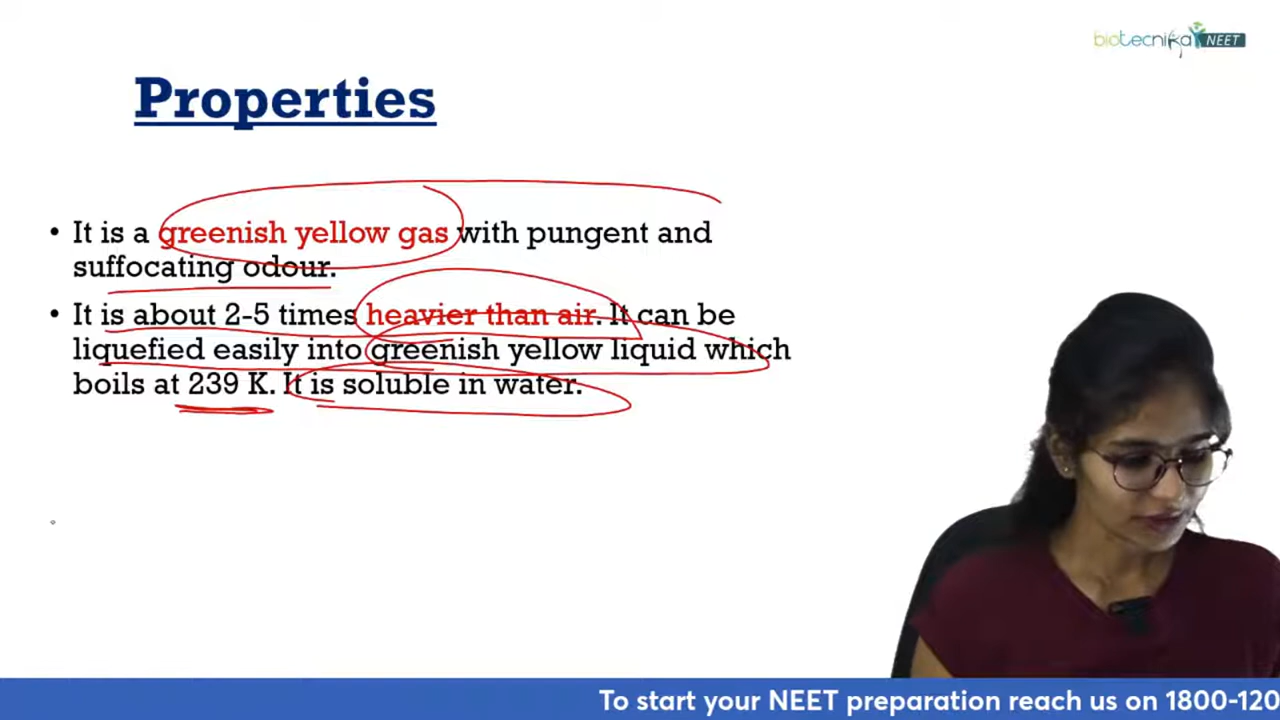 biotecnika NEET
Properties
• It is a greenish yellow gas with pungent and
suffocating odour.
• It is about 2-5 times heavier than air. It can be
liquefied easily into greenish yellow liquid which
boils at 239 K. It is soluble in water.
To start your NEET preparation reach us on 1800-120